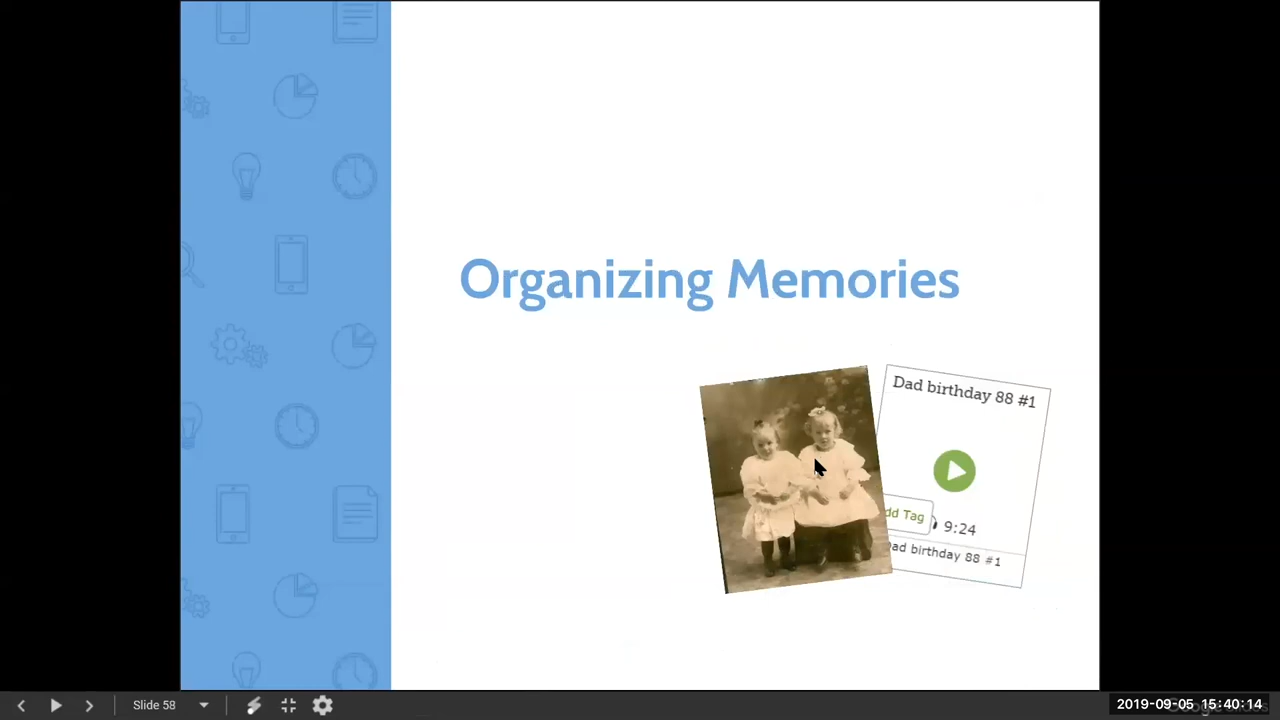 Organizing Memories
Dad birthday 88 #1
dd Tag
9:24
Dad birthday 88 #1
Slide 58
2019-09-05 15:40:14